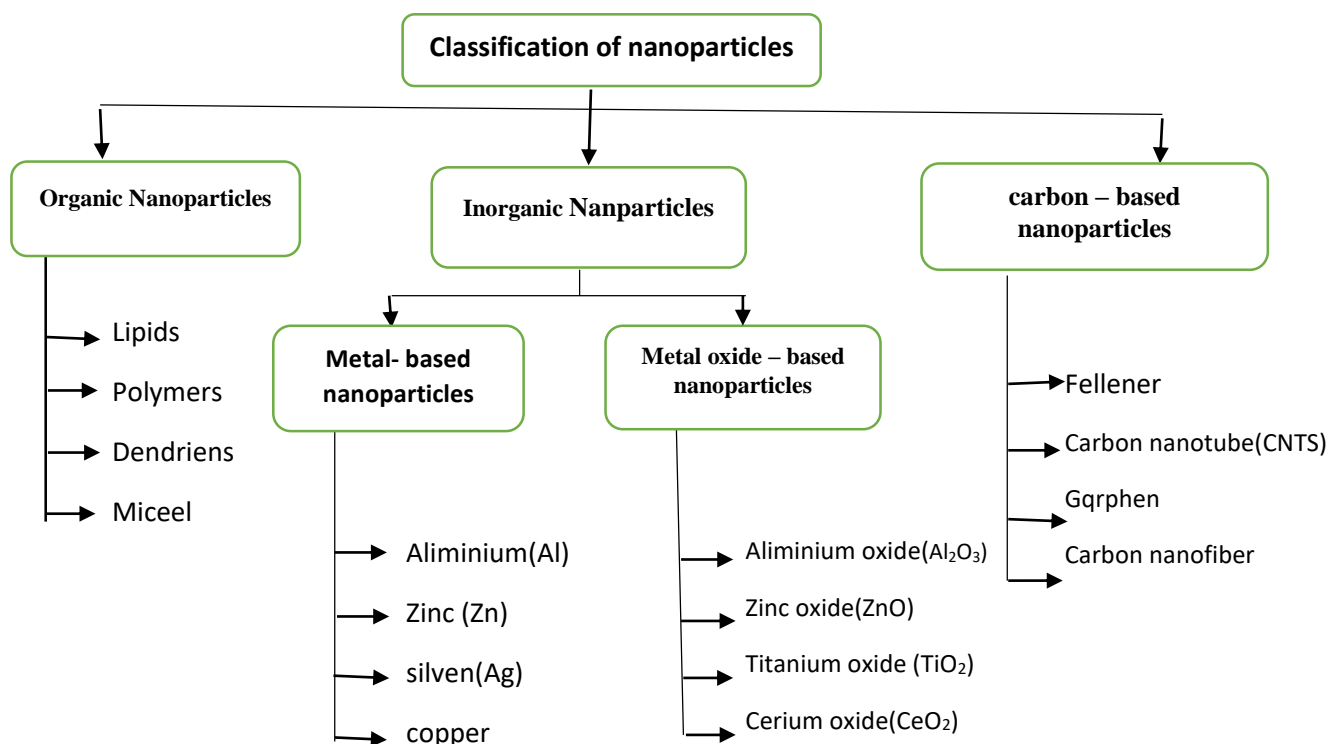 Classification of nanoparticles
Organic Nanoparticles
Inorganic Nanparticles
carbon – based
nanoparticles
Lipids
Polymers
Dendriens
Miceel
Metal- based
nanoparticles
Aliminium(Al)
Zinc (Zn)
silven(Ag)
copper
Metal oxide – based
nanoparticles
Aliminium oxide(Al₂O₃)
Zinc oxide(ZnO)
Titanium oxide (TiO₂)
Cerium oxide(CeO₂)
Fellener
Carbon nanotube(CNTS)
Gqrphen
Carbon nanofiber